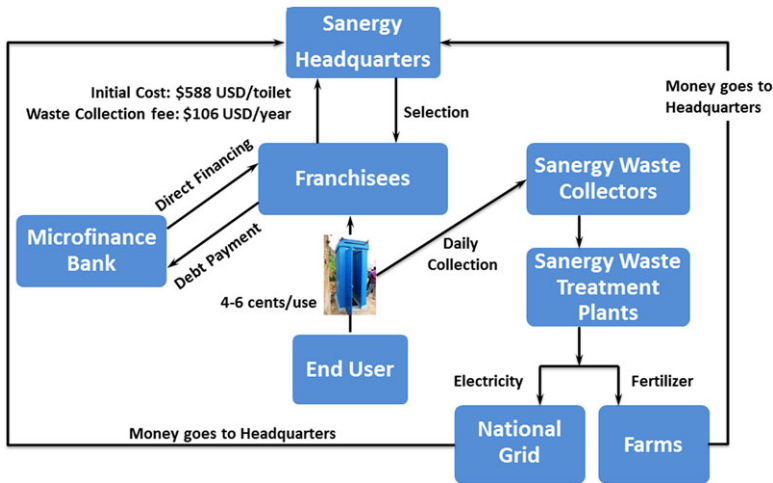 Sanergy
Headquarters
Initial Cost: $588 USD/toilet
Waste Collection fee: $106 USD/year
Selection
Money goes to
Headquarters
Direct Financing
Franchisees
Sanergy Waste
Collectors
Microfinance
Bank
Debt Payment
Daily
Collection
Sanergy Waste
Treatment
Plants
4-6 cents/use
End User
Electricity
Fertilizer
Money goes to Headquarters
National
Grid
Farms